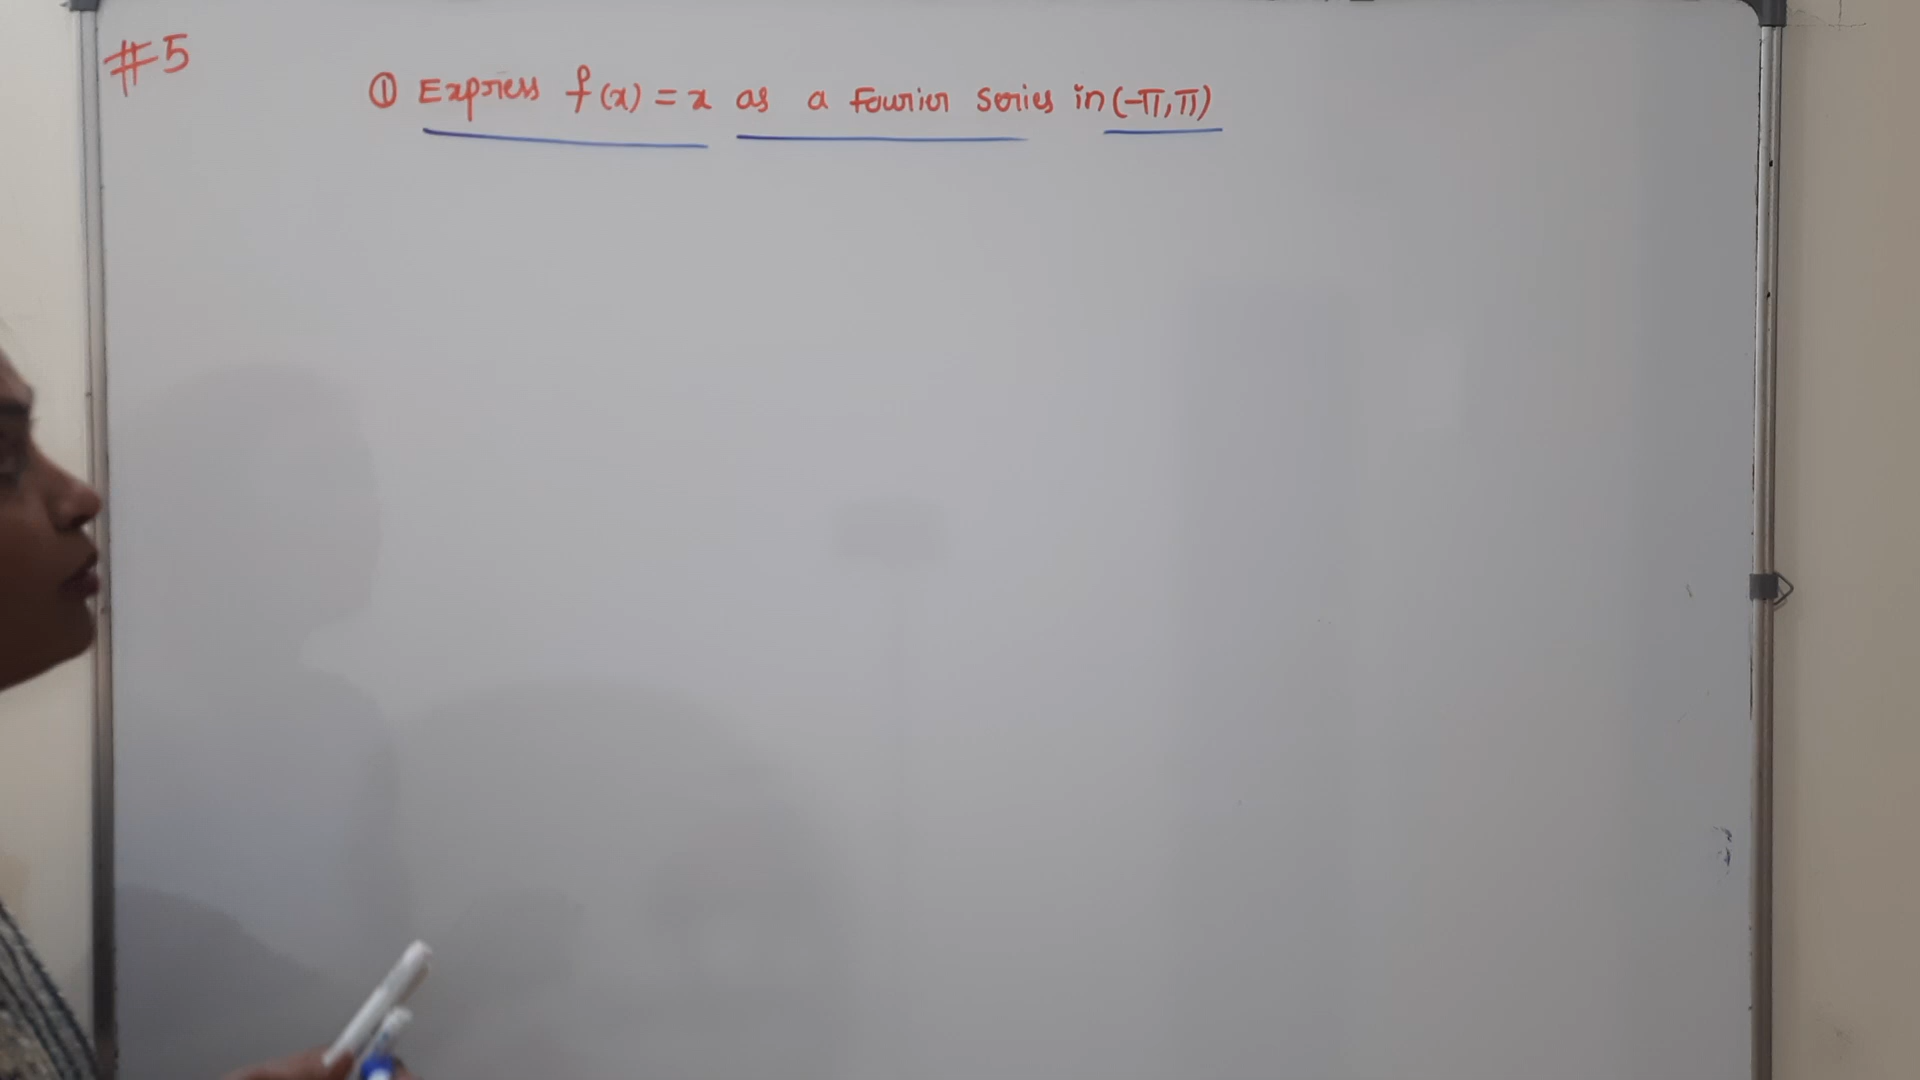 #5
① Express f(x) = x as a Fourier Series in (-π, π)